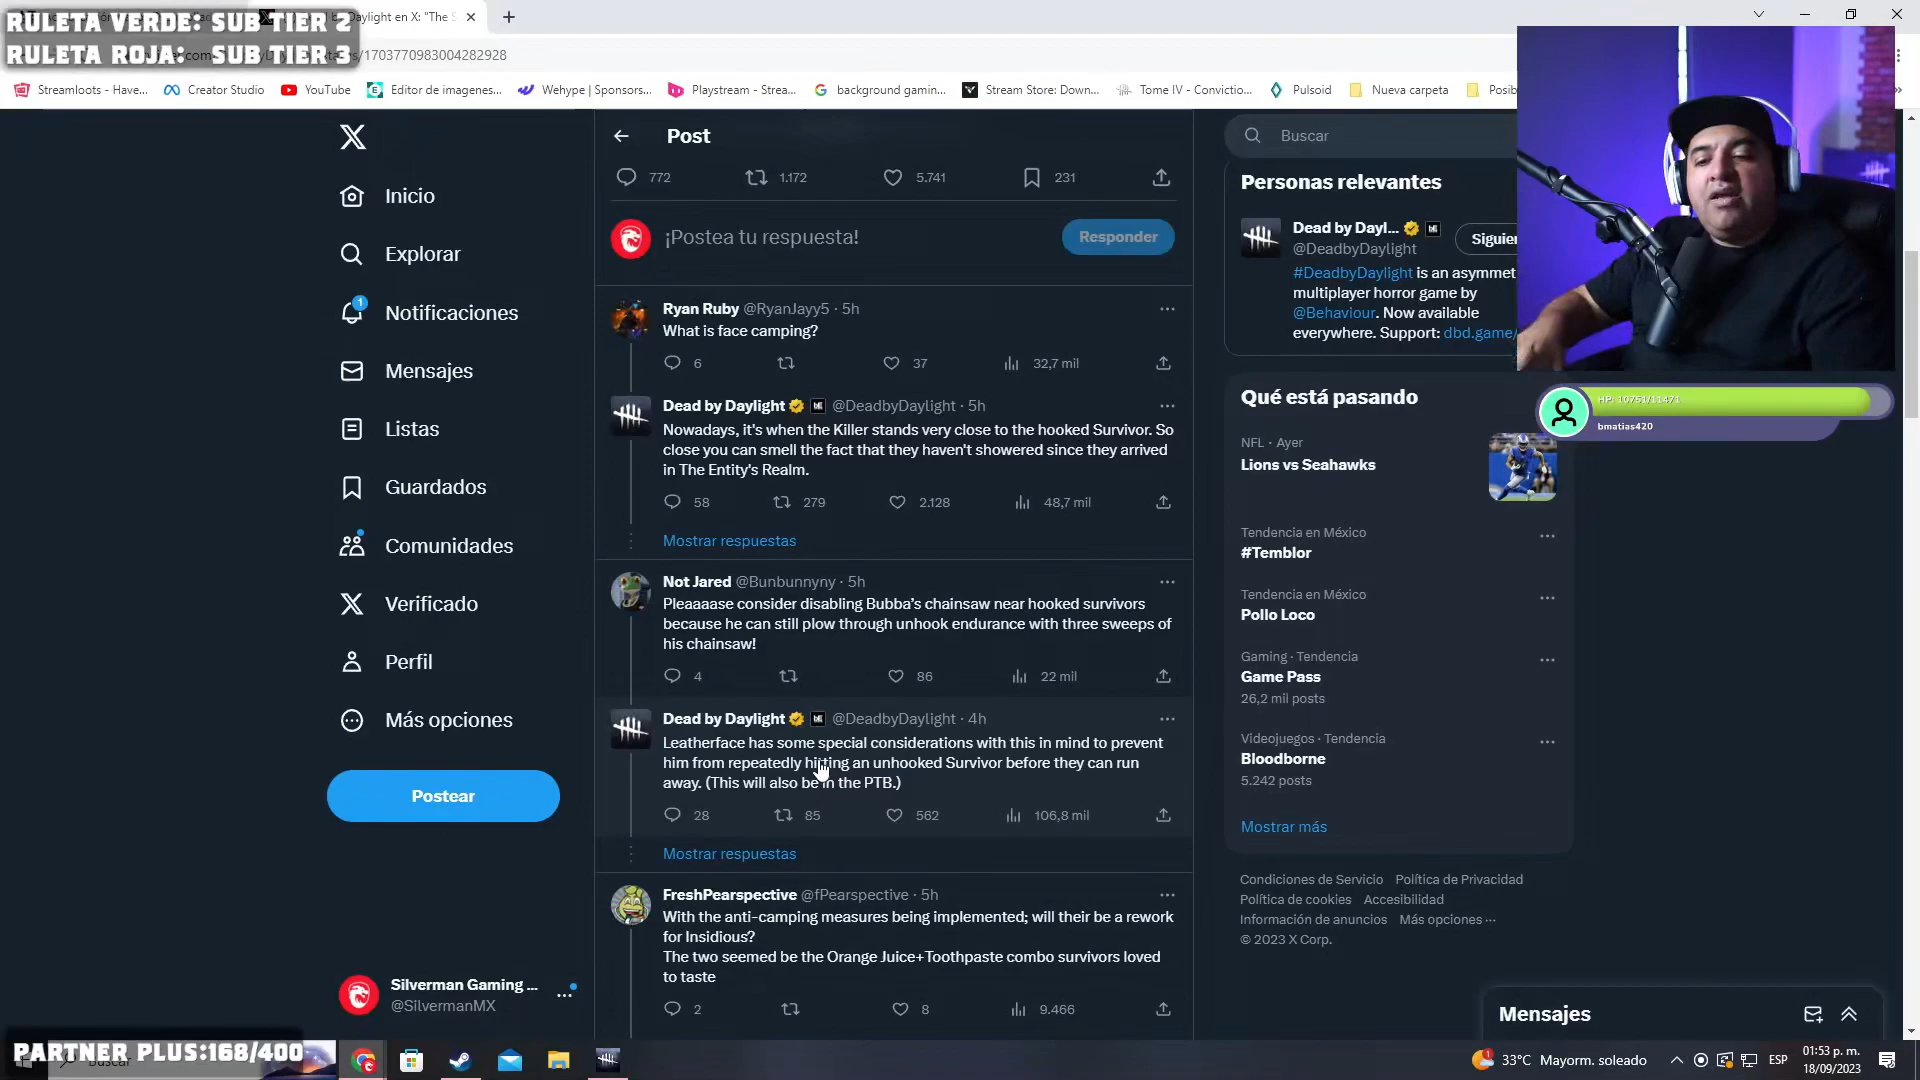 RULETA VERDE: SUB TIER 2
RULETA ROJA: SUB TIER 3
by Daylight en X: "The S
/1703770983004282928
Streamloots - Have...
Creator Studio
YouTube
Editor de imagenes...
Wehype | Sponsors...
Playstream - Strea...
background gamin...
Stream Store: Down...
Tome IV - Convictio...
Pulsoid
Nueva carpeta
Posib
Inicio
Explorar
1
Notificaciones
Mensajes
Listas
Guardados
Comunidades
Verificado
Perfil
Más opciones
Postear
Silverman Gaming ...
@SilvermanMX
Post
772
1.172
5.741
231
¡Postea tu respuesta!
Responder
Ryan Ruby @RyanJayy5 · 5h
What is face camping?
6
37
32,7 mil
Dead by Daylight @DeadbyDaylight · 5h
Nowadays, it's when the Killer stands very close to the hooked Survivor. So
close you can smell the fact that they haven't showered since they arrived
in The Entity's Realm.
58
279
2.128
48,7 mil
Mostrar respuestas
Not Jared @Bunbunnyny · 5h
Pleaaaase consider disabling Bubba's chainsaw near hooked survivors
because he can still plow through unhook endurance with three sweeps of
his chainsaw!
4
86
22 mil
Dead by Daylight @DeadbyDaylight · 4h
Leatherface has some special considerations with this in mind to prevent
him from repeatedly hitting an unhooked Survivor before they can run
away. (This will also be in the PTB.)
28
85
562
106,8 mil
Mostrar respuestas
FreshPearspective @fPearspective · 5h
With the anti-camping measures being implemented; will their be a rework
for Insidious?
The two seemed be the Orange Juice+Toothpaste combo survivors loved
to taste
2
8
9.466
Buscar
Personas relevantes
Dead by Dayl...
@DeadbyDaylight
Siguien
#DeadbyDaylight is an asymmet
multiplayer horror game by
@Behaviour. Now available
everywhere. Support: dbd.game/
HP: 10751/11471
bmatias420
Qué está pasando
NFL · Ayer
Lions vs Seahawks
Tendencia en México
#Temblor
Tendencia en México
Pollo Loco
Gaming · Tendencia
Game Pass
26,2 mil posts
Videojuegos · Tendencia
Bloodborne
5.242 posts
Mostrar más
Condiciones de Servicio Política de Privacidad
Política de cookies Accesibilidad
Información de anuncios Más opciones ···
© 2023 X Corp.
Mensajes
PARTNER PLUS:168/400
Buscar
1
33°C Mayorm. soleado
ESP
01:53 p. m.
18/09/2023